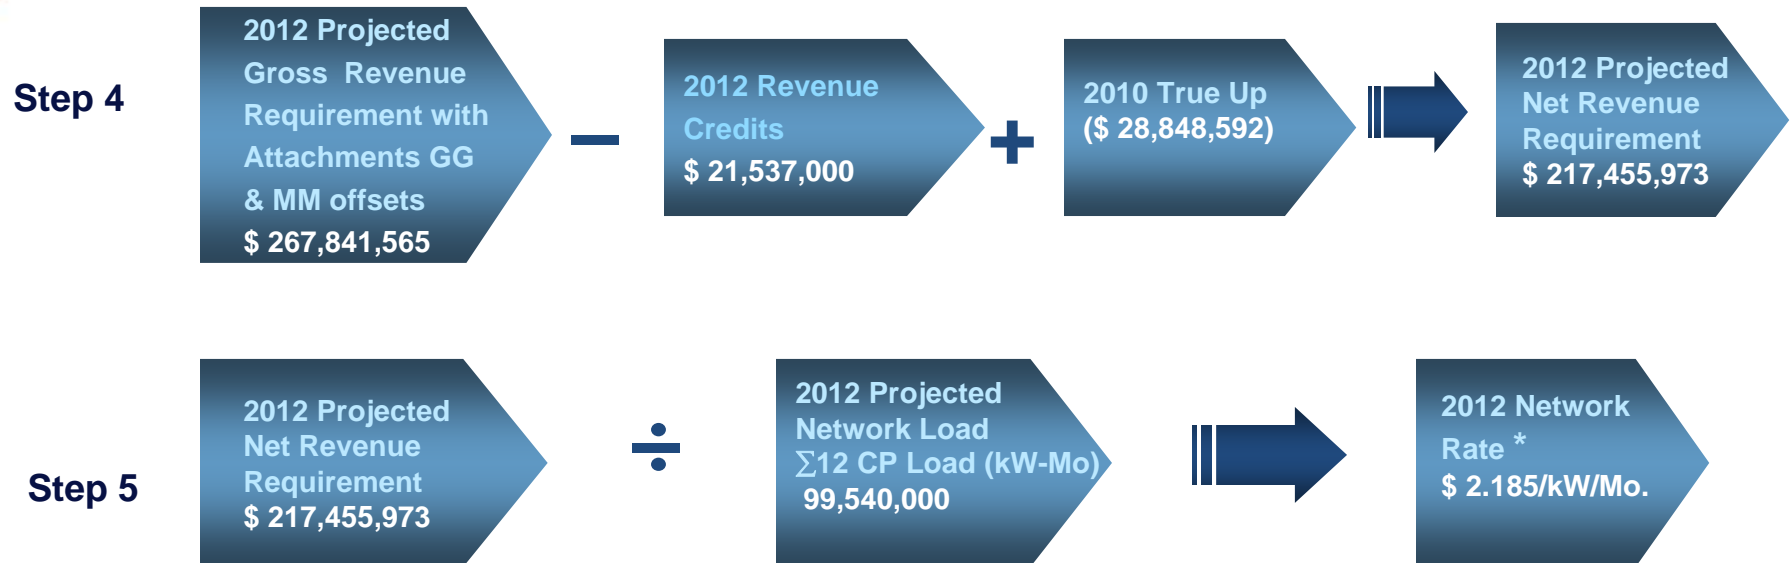 Step 4
2012 Projected
Gross Revenue
Requirement with
Attachments GG
& MM offsets
$ 267,841,565
−
2012 Revenue
Credits
$ 21,537,000
+
2010 True Up
($ 28,848,592)
2012 Projected
Net Revenue
Requirement
$ 217,455,973
Step 5
2012 Projected
Net Revenue
Requirement
$ 217,455,973
÷
2012 Projected
Network Load
∑12 CP Load (kW-Mo)
99,540,000
2012 Network
Rate *
$ 2.185/kW/Mo.